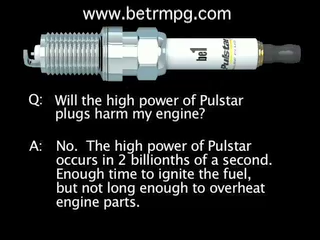 www.betrmpg.com
be1
Pulstar
Q: Will the high power of Pulstar
plugs harm my engine?
A: No. The high power of Pulstar
occurs in 2 billionths of a second.
Enough time to ignite the fuel,
but not long enough to overheat
engine parts.